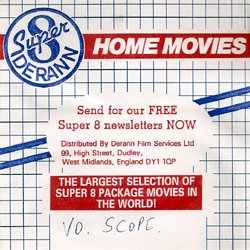 Super
8
DERANN
HOME MOVIES
Send for our FREE
Super 8 newsletters NOW
Distributed By Derann Film Services Ltd
99, High Street, Dudley,
West Midlands, England DY1 1QP
THE LARGEST SELECTION OF
SUPER 8 PACKAGE MOVIES IN
THE WORLD!
VO. SCOPE.